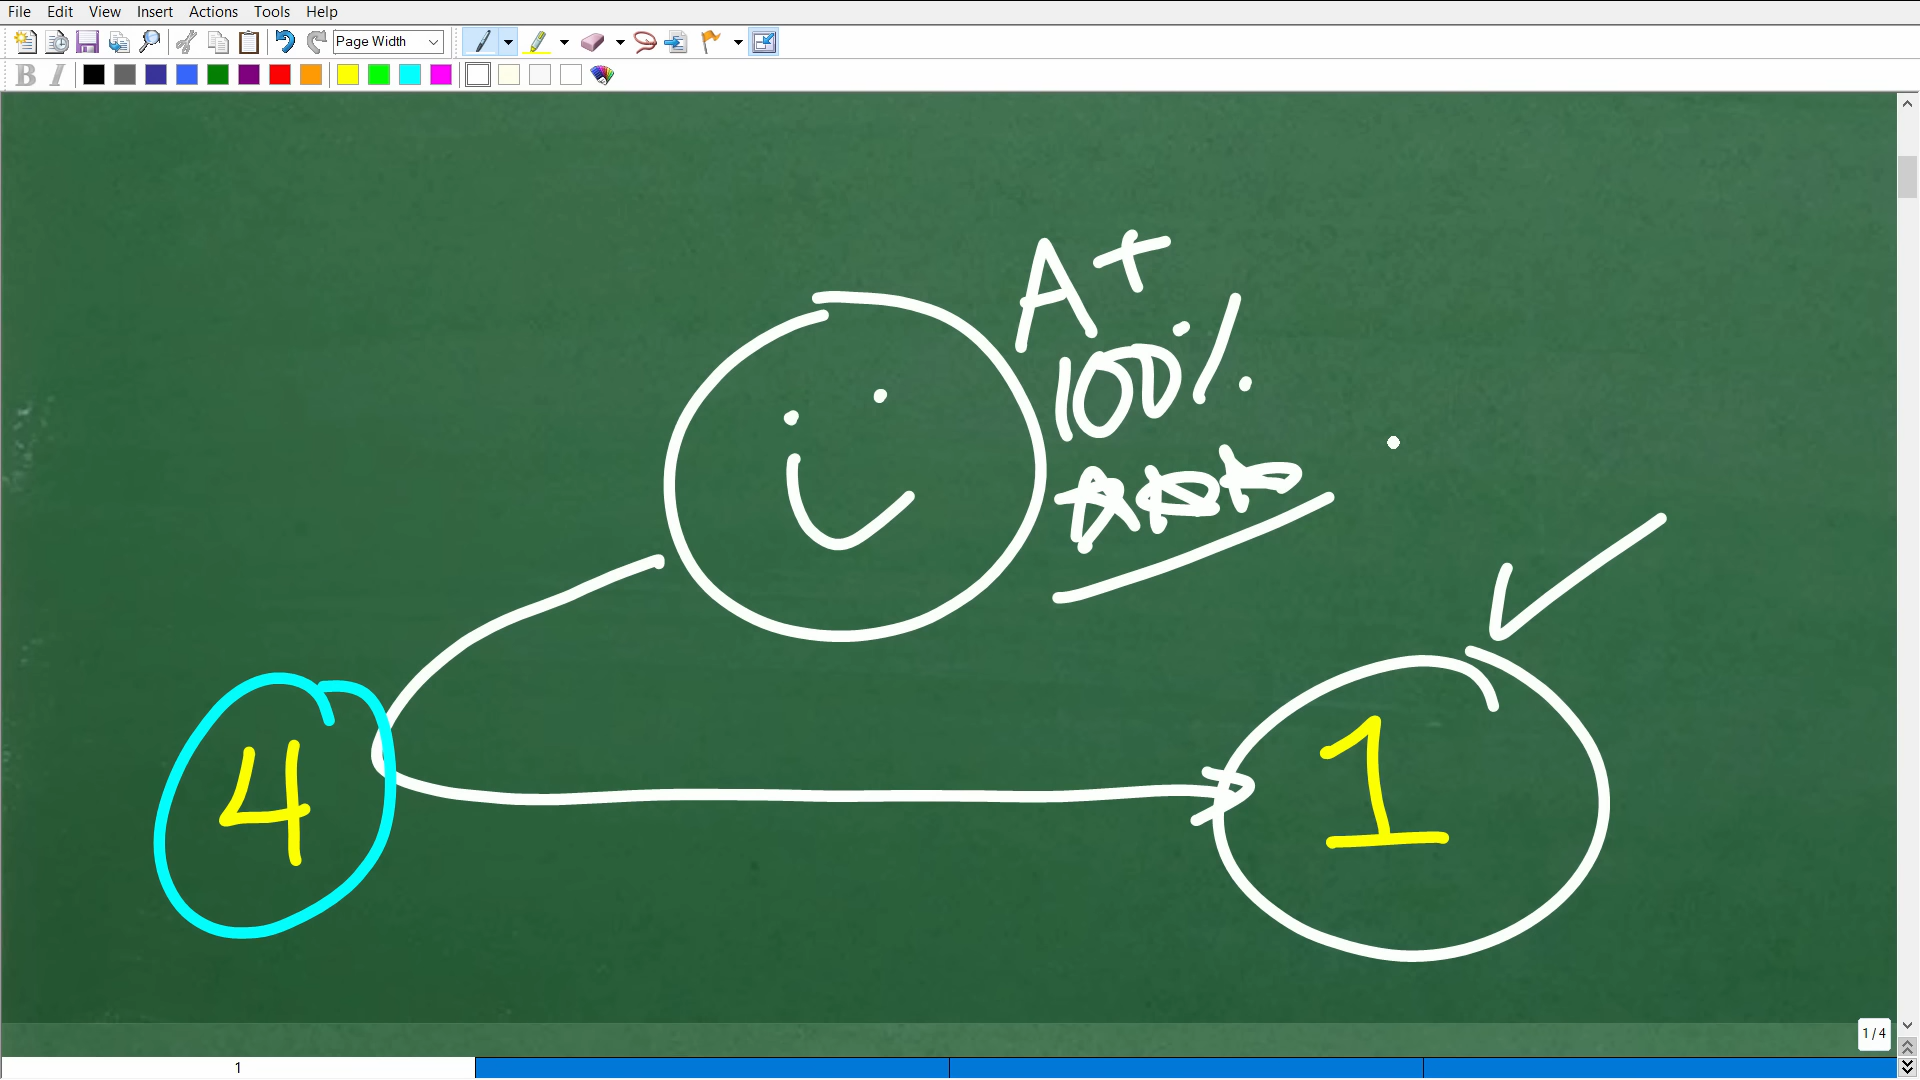 File Edit View Insert Actions Tools Help
Page Width
B I
A+
100%
4
1
1 / 4
1